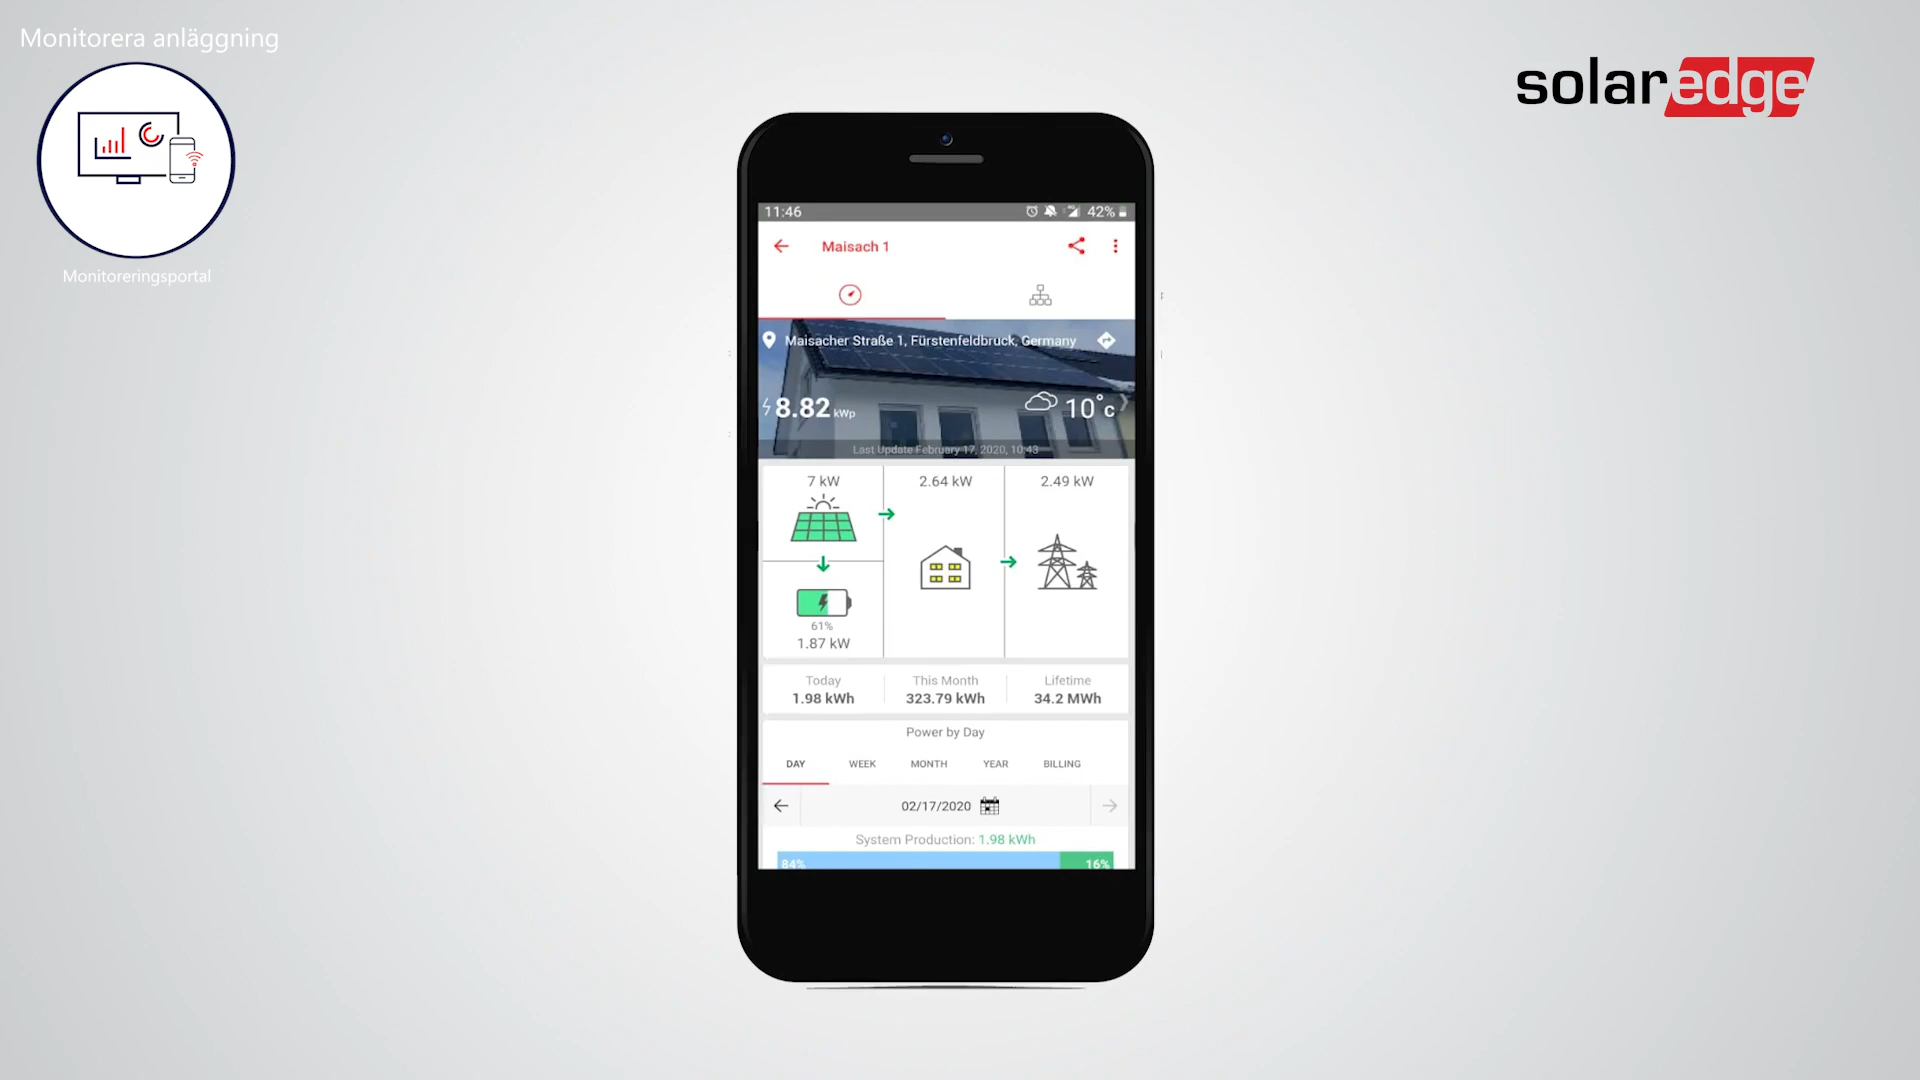 Monitorera anläggning
Monitoreringsportal
solaredge
11:46
42%
Maisach 1
Maisacher Straße 1, Fürstenfeldbruck, Germany
8.82 kWp
10°c
Last Update February 17, 2020, 10:43
7 kW
2.64 kW
2.49 kW
61%
1.87 kW
Today
This Month
Lifetime
1.98 kWh
323.79 kWh
34.2 MWh
Power by Day
DAY
WEEK
MONTH
YEAR
BILLING
02/17/2020
System Production: 1.98 kWh
84%
16%